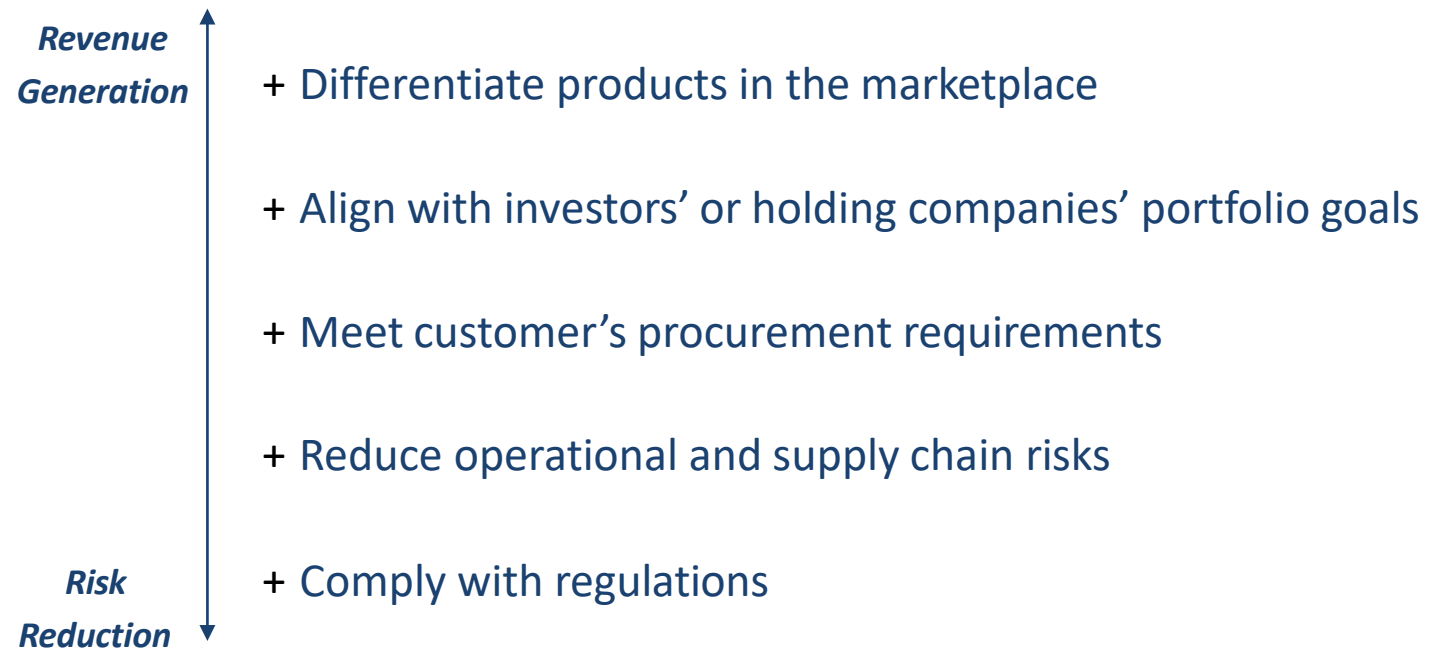 Revenue
Generation
+ Differentiate products in the marketplace
+ Align with investors’ or holding companies’ portfolio goals
+ Meet customer’s procurement requirements
+ Reduce operational and supply chain risks
+ Comply with regulations
Risk
Reduction